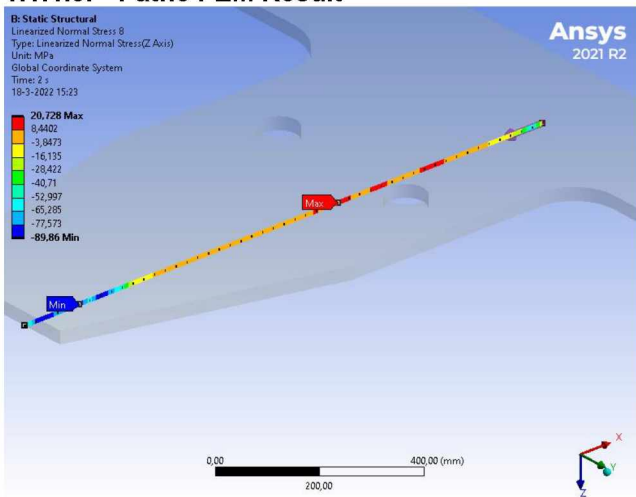 B: Static Structural
Linearized Normal Stress 8
Type: Linearized Normal Stress(Z Axis)
Unit: MPa
Global Coordinate System
Time: 2 s
18-3-2022 15:23
Ansys
2021 R2
20,728 Max
8,4402
-3,8473
-16,135
-28,422
-40,71
-52,997
-65,285
-77,573
-89,86 Min
Max
Min
0,00
400,00 (mm)
200,00
X
Y
Z